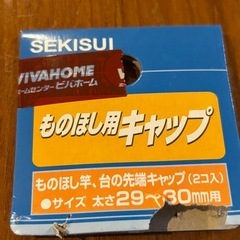 SEKISUI
VIVAHOME
ホームセンター ビバホーム
ものほし用キャップ
ものほし竿、台の先端キャップ(2コ入)
●サイズ 太さ29〜30mm用